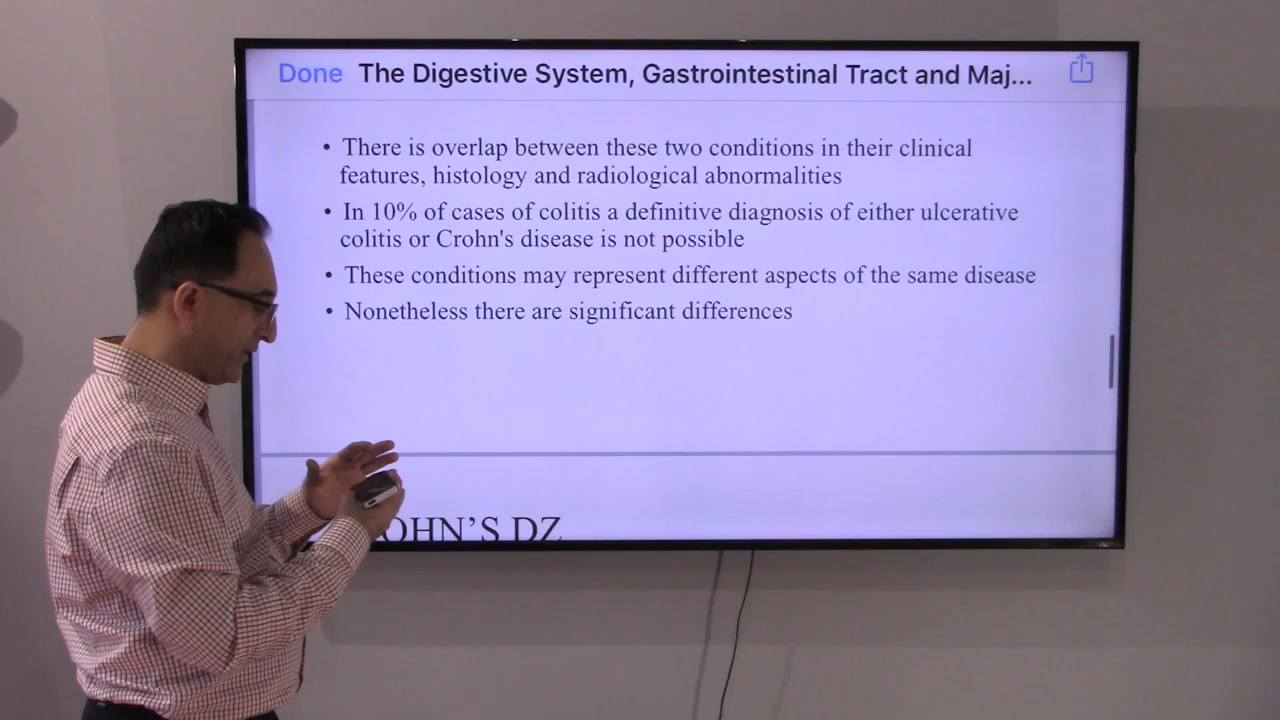 Done The Digestive System, Gastrointestinal Tract and Maj...
• There is overlap between these two conditions in their clinical
features, histology and radiological abnormalities
• In 10% of cases of colitis a definitive diagnosis of either ulcerative
colitis or Crohn's disease is not possible
• These conditions may represent different aspects of the same disease
• Nonetheless there are significant differences
OHN’S DZ